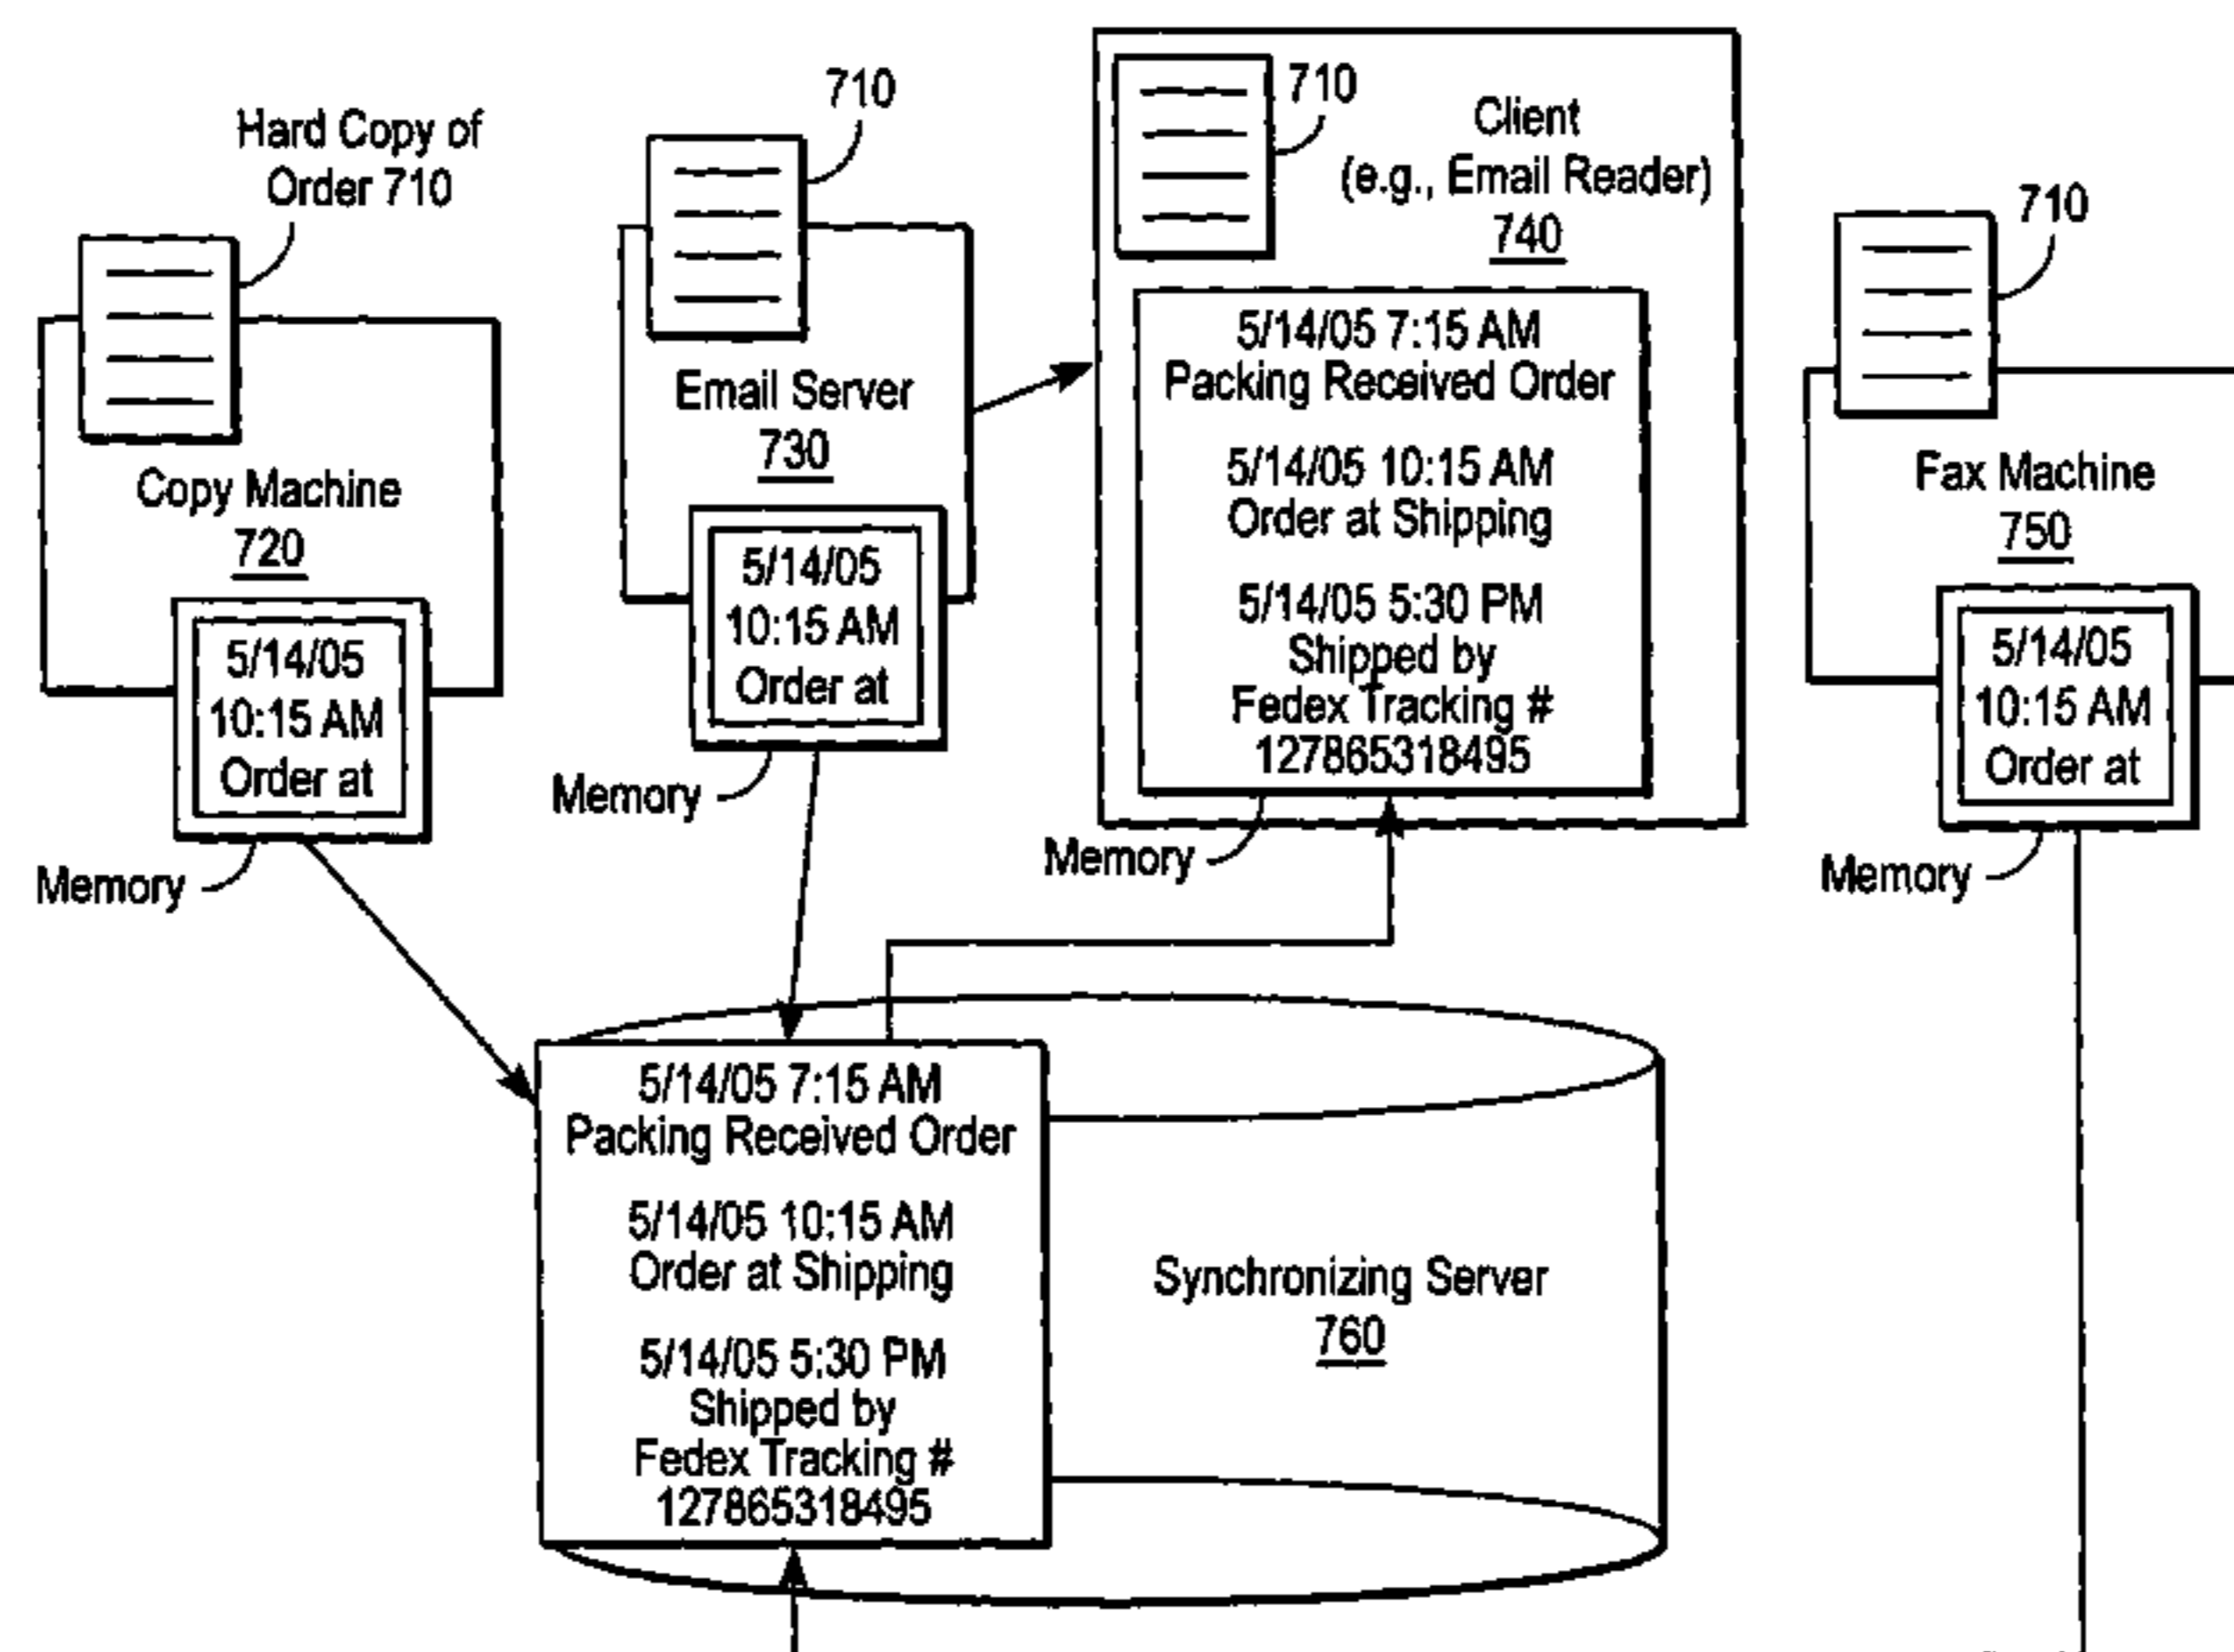 Hard Copy of
Order 710
Copy Machine
720
5/14/05
10:15 AM
Order at
Memory
710
Email Server
730
5/14/05
10:15 AM
Order at
Memory
710
Client
(e.g., Email Reader)
740
5/14/05 7:15 AM
Packing Received Order
5/14/05 10:15 AM
Order at Shipping
5/14/05 5:30 PM
Shipped by
Fedex Tracking #
127865318495
Memory
710
Fax Machine
750
5/14/05
10:15 AM
Order at
Memory
5/14/05 7:15 AM
Packing Received Order
5/14/05 10:15 AM
Order at Shipping
5/14/05 5:30 PM
Shipped by
Fedex Tracking #
127865318495
Synchronizing Server
760